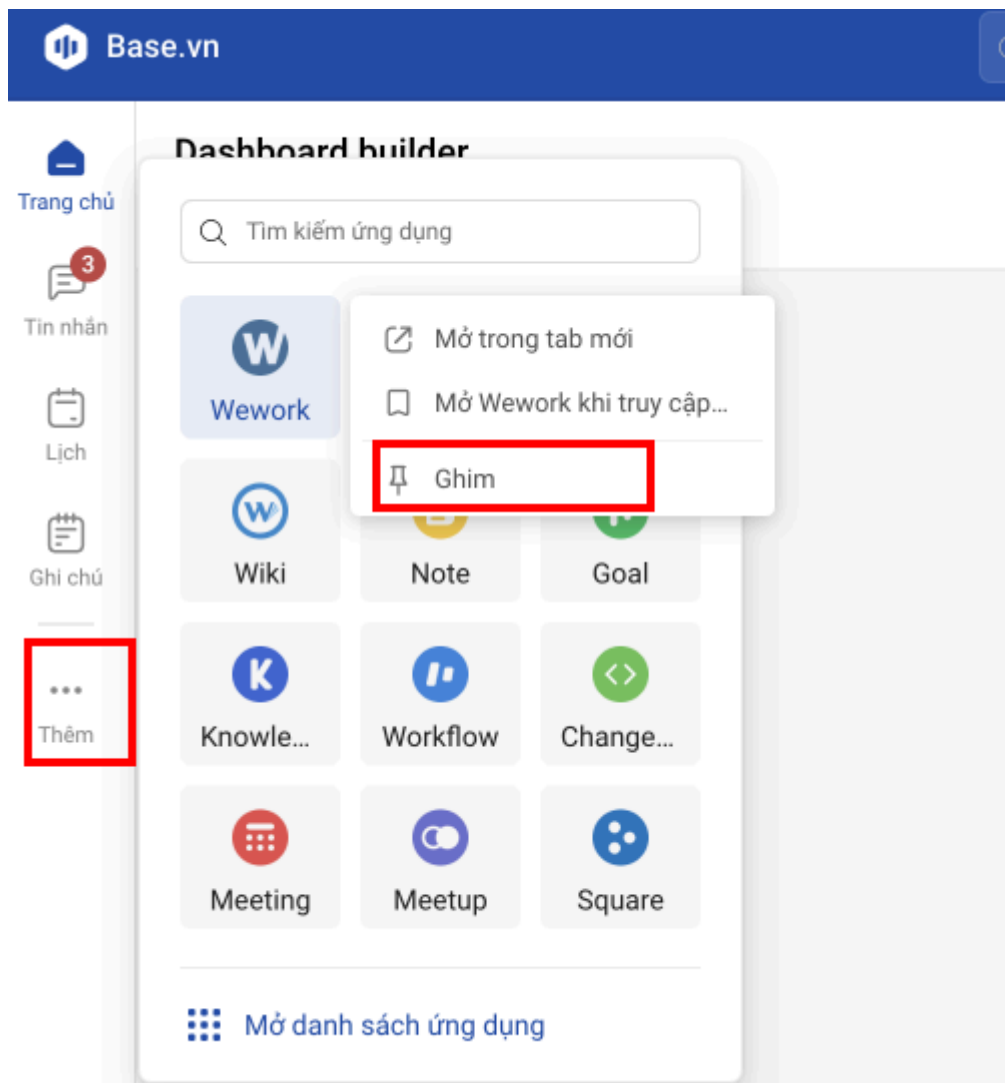 Base.vn
Dashboard builder
Trang chủ
Tìm kiếm ứng dụng
3
Tin nhắn
Mở trong tab mới
Wework
Mở Wework khi truy cập...
Lịch
Ghim
Wiki
Note
Goal
Ghi chú
Thêm
Knowle...
Workflow
Change...
Meeting
Meetup
Square
Mở danh sách ứng dụng